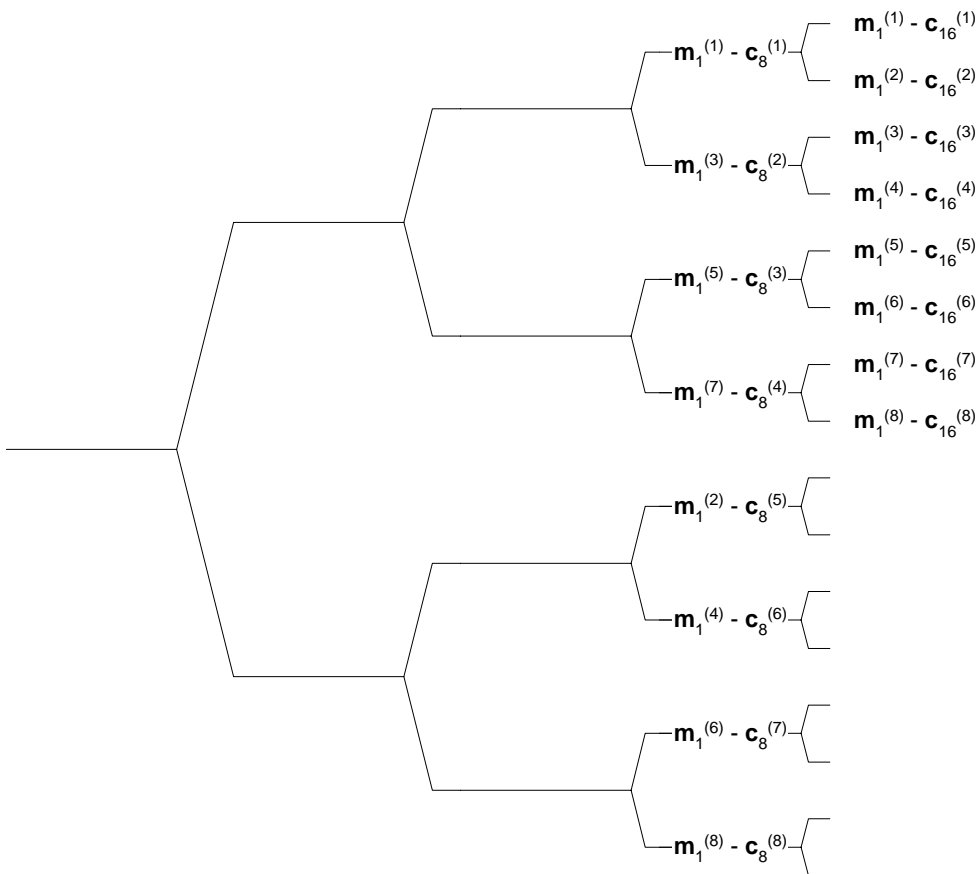 m₁⁽¹⁾ - c₁₆⁽¹⁾
m₁⁽¹⁾ - c₈⁽¹⁾
m₁⁽²⁾ - c₁₆⁽²⁾
m₁⁽³⁾ - c₁₆⁽³⁾
m₁⁽³⁾ - c₈⁽²⁾
m₁⁽⁴⁾ - c₁₆⁽⁴⁾
m₁⁽⁵⁾ - c₁₆⁽⁵⁾
m₁⁽⁵⁾ - c₈⁽³⁾
m₁⁽⁶⁾ - c₁₆⁽⁶⁾
m₁⁽⁷⁾ - c₁₆⁽⁷⁾
m₁⁽⁷⁾ - c₈⁽⁴⁾
m₁⁽⁸⁾ - c₁₆⁽⁸⁾
m₁⁽²⁾ - c₈⁽⁵⁾
m₁⁽⁴⁾ - c₈⁽⁶⁾
m₁⁽⁶⁾ - c₈⁽⁷⁾
m₁⁽⁸⁾ - c₈⁽⁸⁾